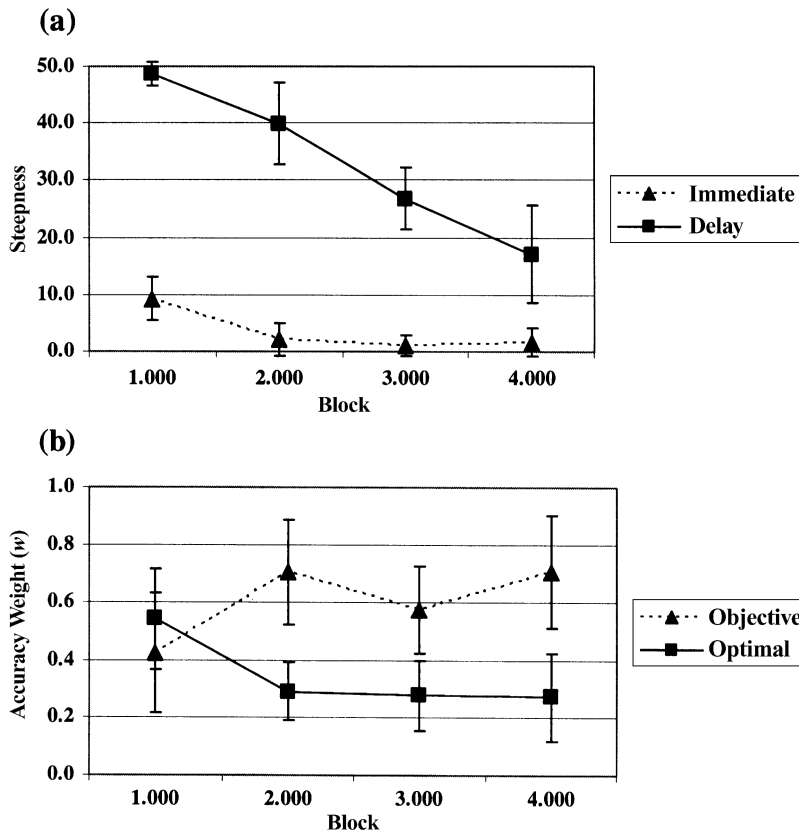 (a)
50.0
40.0
30.0
20.0
10.0
0.0
Steepness
1.000 2.000 3.000 4.000
Block
Immediate
Delay
(b)
1.0
0.8
0.6
0.4
0.2
0.0
Accuracy Weight (w)
1.000 2.000 3.000 4.000
Block
Objective
Optimal